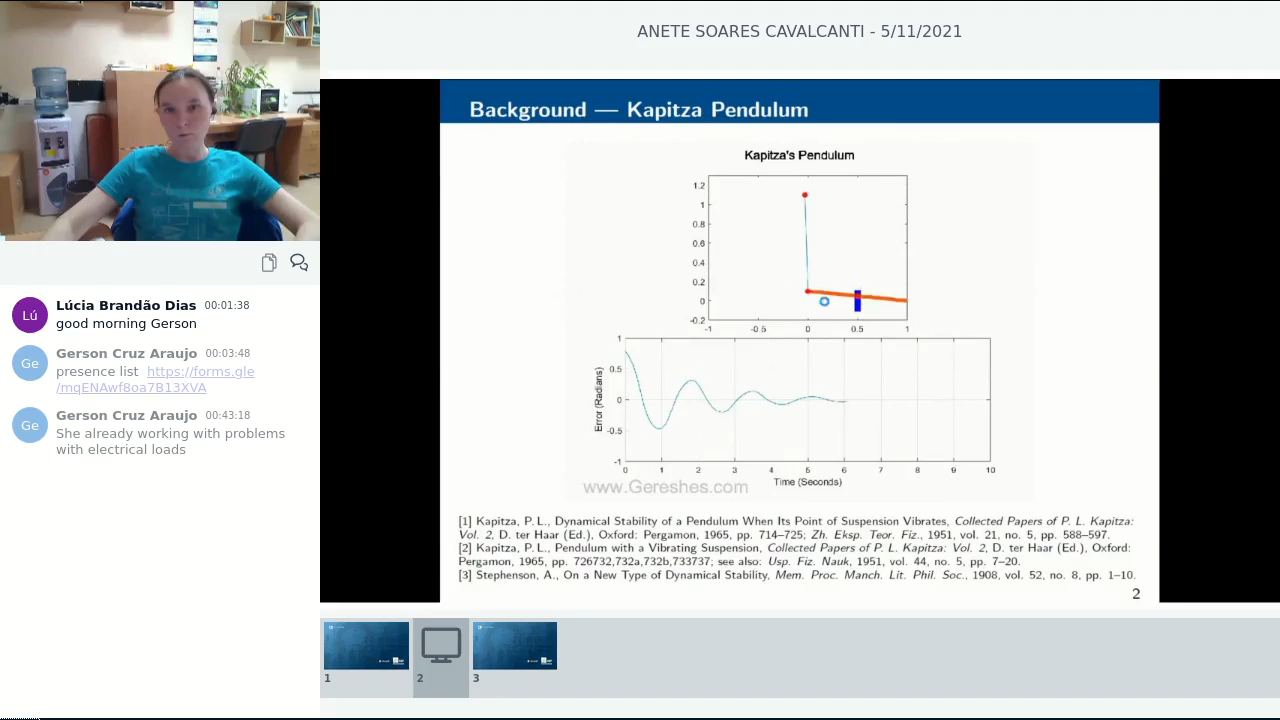 ANETE SOARES CAVALCANTI - 5/11/2021
Lú
Lúcia Brandão Dias 00:01:38
good morning Gerson
Ge
Gerson Cruz Araujo 00:03:48
presence list https://forms.gle
/mqENAwf8oa7B13XVA
Ge
Gerson Cruz Araujo 00:43:18
She already working with problems
with electrical loads
Background — Kapitza Pendulum
Kapitza's Pendulum
1.2
1
0.8
0.6
0.4
0.2
0
-0.2
-1 -0.5 0 0.5 1
1
0.5
0
-0.5
-1
Error (Radians)
0 1 2 3 4 5 6 7 8 9 10
Time (Seconds)
www.Gereshes.com
[1] Kapitza, P. L., Dynamical Stability of a Pendulum When Its Point of Suspension Vibrates, Collected Papers of P. L. Kapitza:
Vol. 2, D. ter Haar (Ed.), Oxford: Pergamon, 1965, pp. 714–725; Zh. Eksp. Teor. Fiz., 1951, vol. 21, no. 5, pp. 588–597.
[2] Kapitza, P. L., Pendulum with a Vibrating Suspension, Collected Papers of P. L. Kapitza: Vol. 2, D. ter Haar (Ed.), Oxford:
Pergamon, 1965, pp. 726732,732a,732b,733737; see also: Usp. Fiz. Nauk, 1951, vol. 44, no. 5, pp. 7–20.
[3] Stephenson, A., On a New Type of Dynamical Stability, Mem. Proc. Manch. Lit. Phil. Soc., 1908, vol. 52, no. 8, pp. 1–10.
2
1
2
3